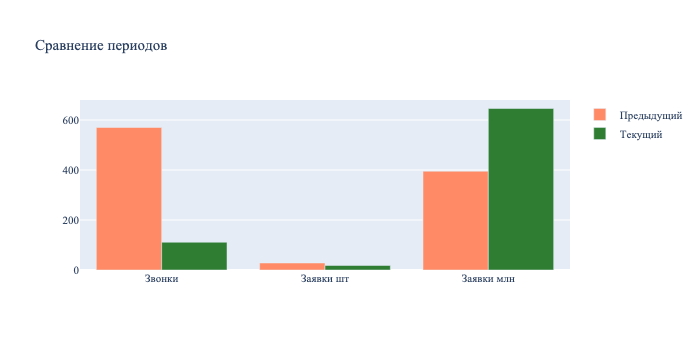 Сравнение периодов
Предыдущий
Текущий
600
400
200
0
Звонки
Заявки шт
Заявки млн